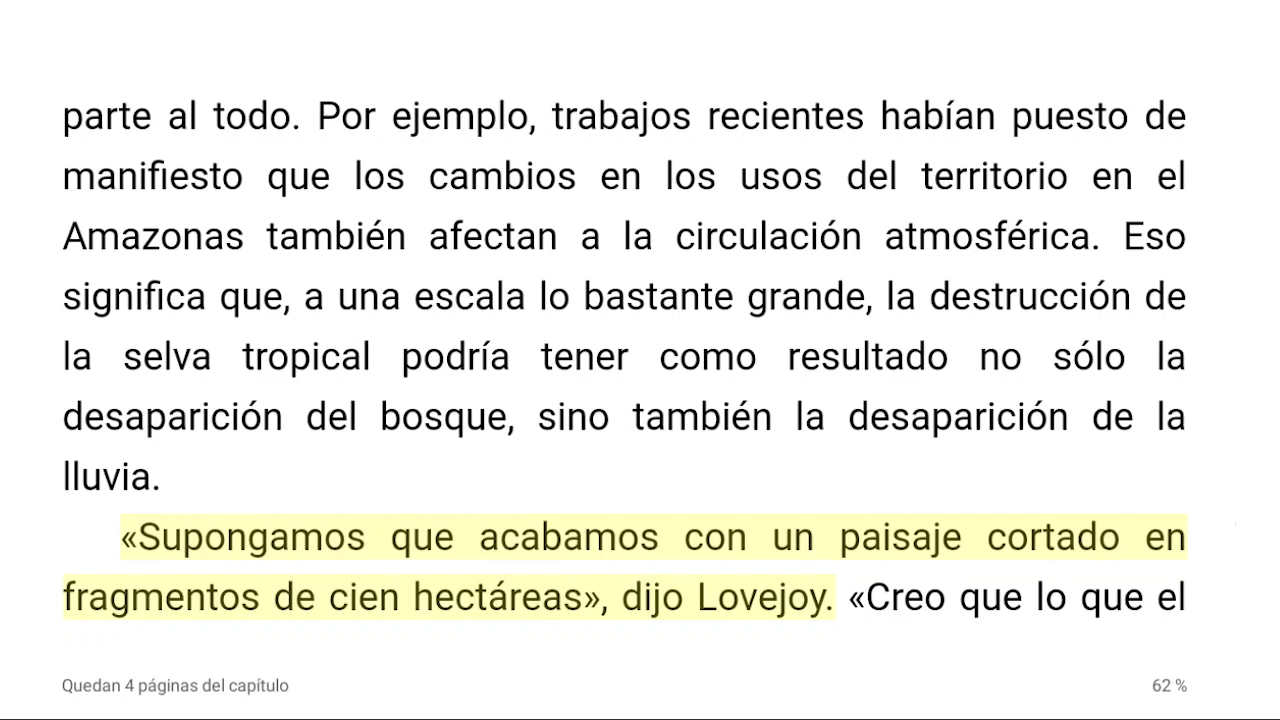 parte al todo. Por ejemplo, trabajos recientes habían puesto de
manifiesto que los cambios en los usos del territorio en el
Amazonas también afectan a la circulación atmosférica. Eso
significa que, a una escala lo bastante grande, la destrucción de
la selva tropical podría tener como resultado no sólo la
desaparición del bosque, sino también la desaparición de la
lluvia.
«Supongamos que acabamos con un paisaje cortado en
fragmentos de cien hectáreas», dijo Lovejoy. «Creo que lo que el
Quedan 4 páginas del capítulo
62 %